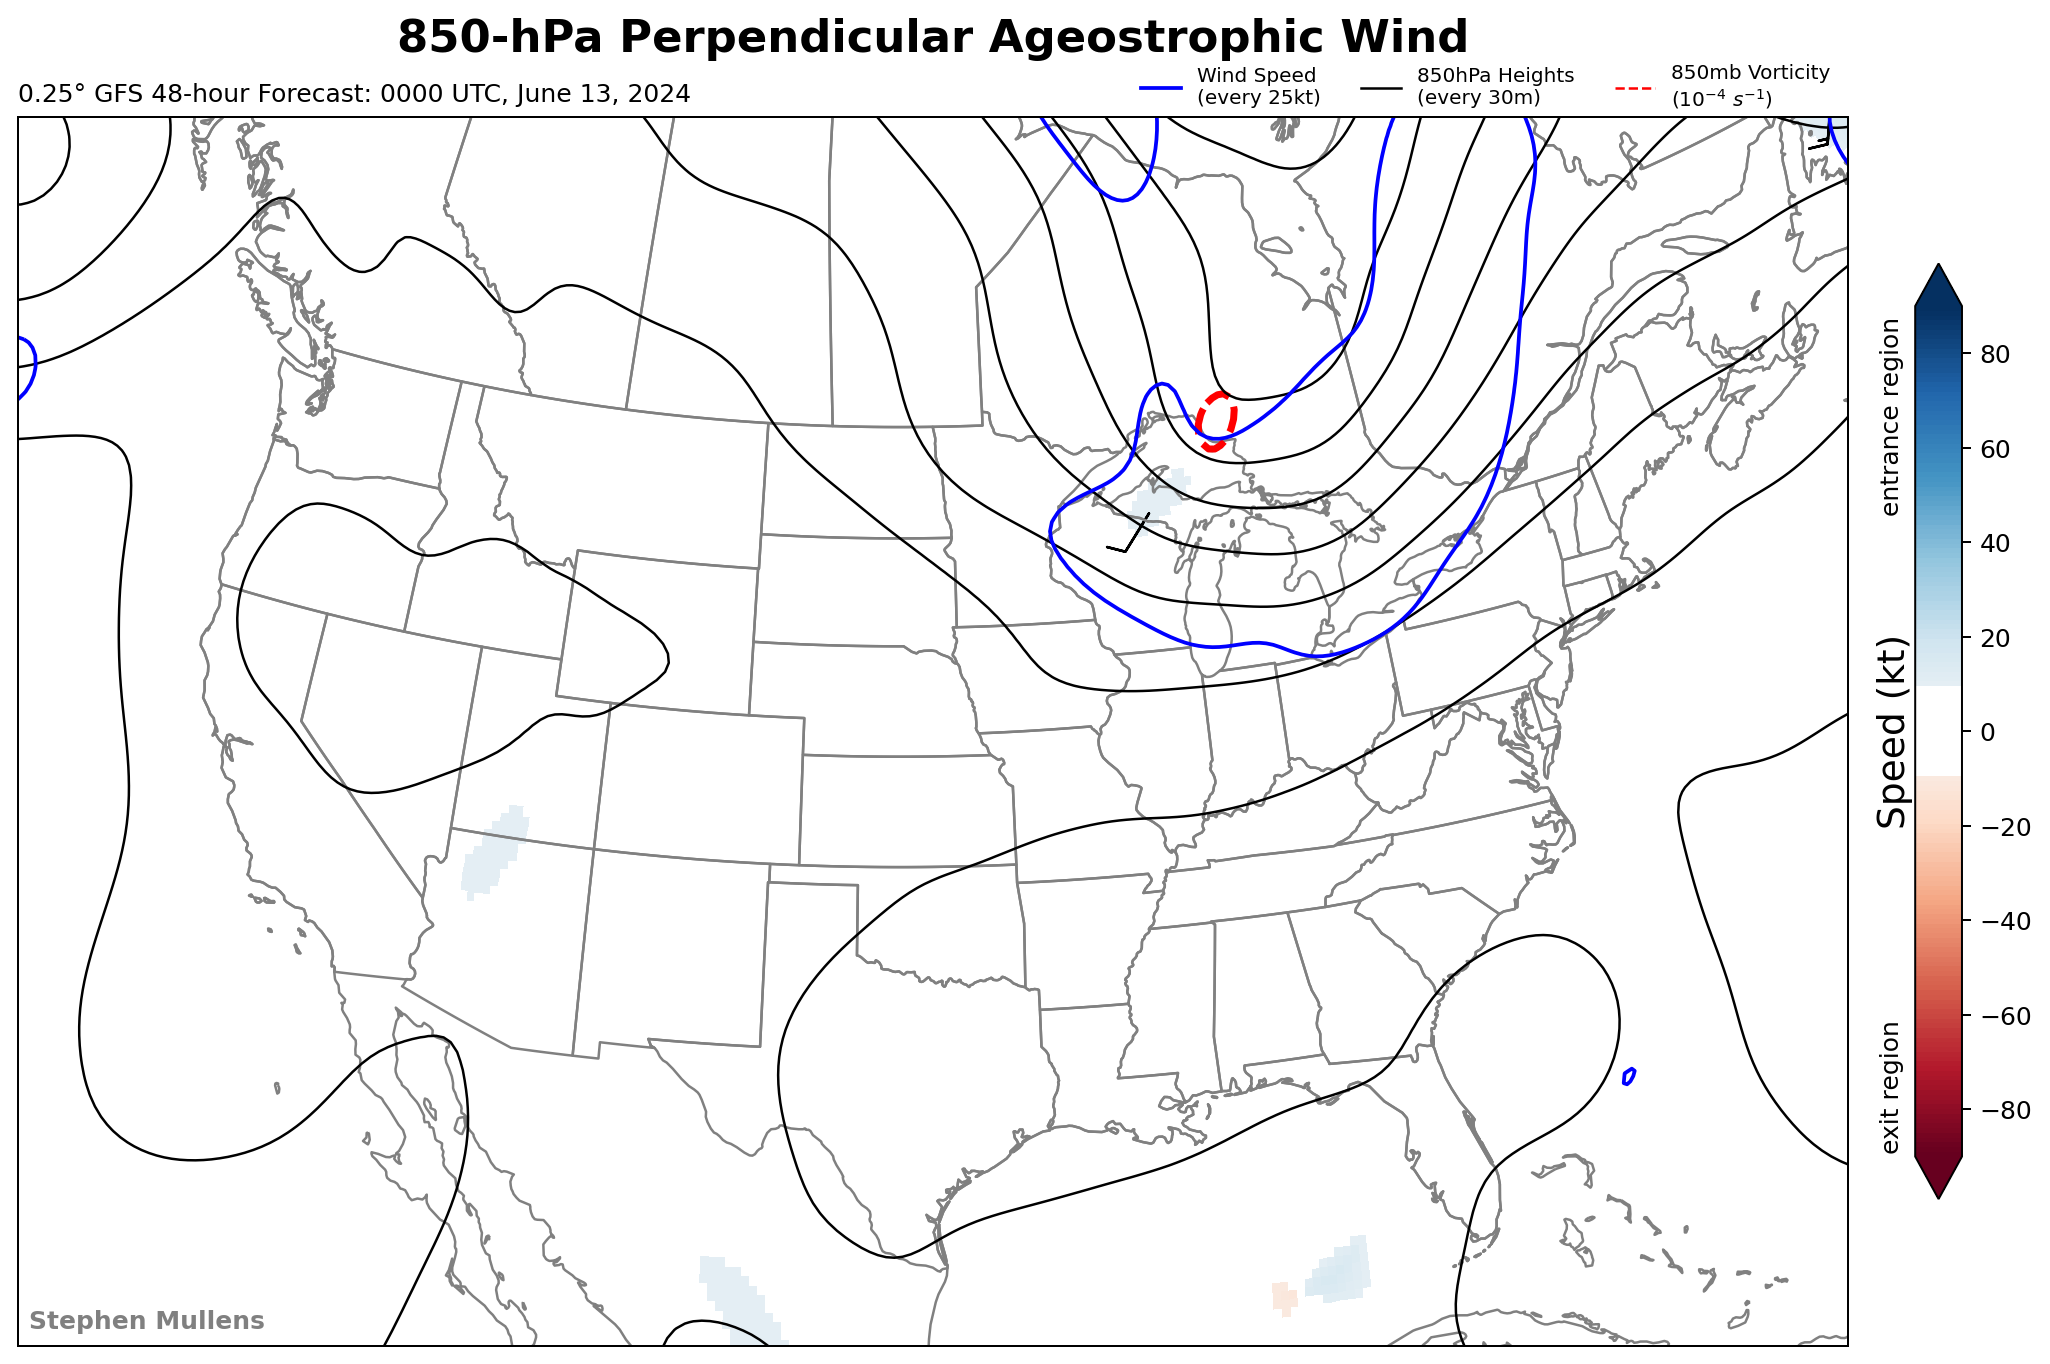 850-hPa Perpendicular Ageostrophic Wind
0.25° GFS 48-hour Forecast: 0000 UTC, June 13, 2024
Wind Speed
(every 25kt)
850hPa Heights
(every 30m)
850mb Vorticity
(10⁻⁴ s⁻¹)
entrance region
Speed (kt)
exit region
80
60
40
20
0
−20
−40
−60
−80
Stephen Mullens